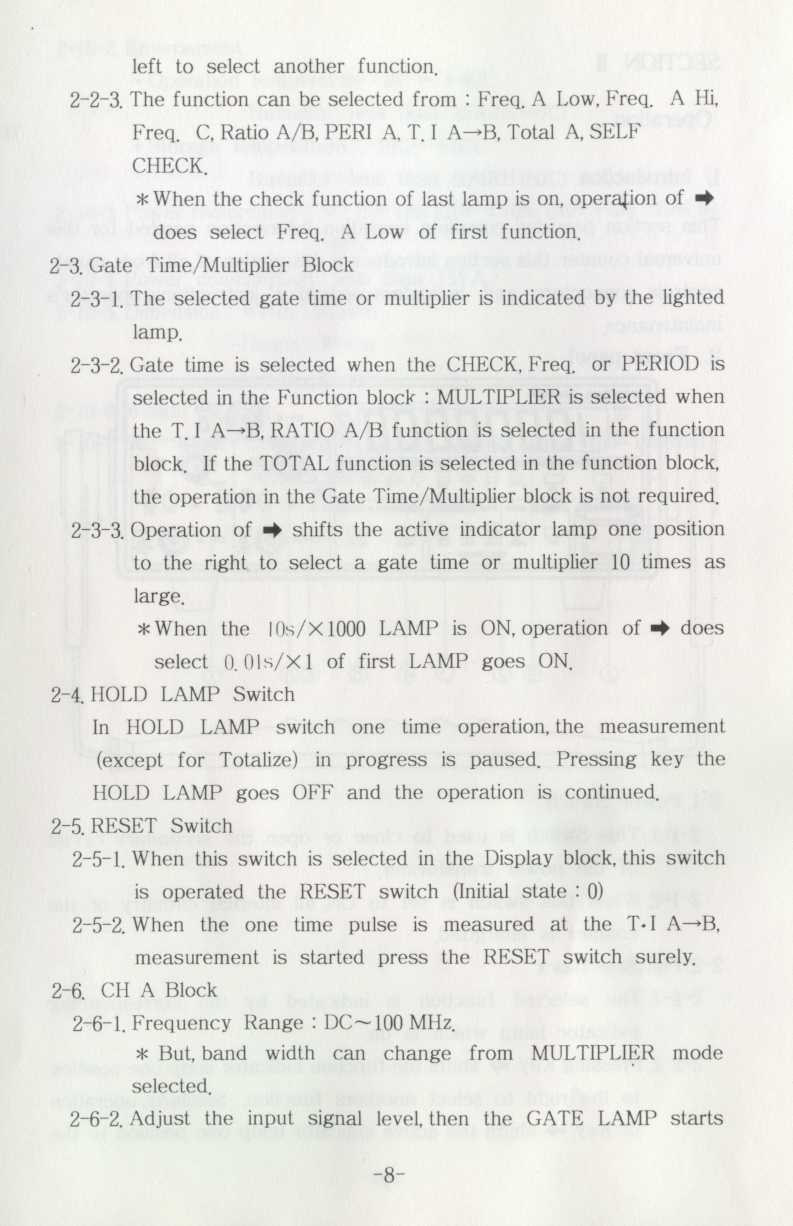 left to select another function.
2-2-3. The function can be selected from : Freq. A Low, Freq. A Hi,
Freq. C, Ratio A/B, PERI A, T. I A→B, Total A, SELF
CHECK.
*When the check function of last lamp is on, operation of ➡
does select Freq. A Low of first function.
2-3. Gate Time/Multiplier Block
2-3-1. The selected gate time or multiplier is indicated by the lighted
lamp.
2-3-2. Gate time is selected when the CHECK, Freq. or PERIOD is
selected in the Function block : MULTIPLIER is selected when
the T. I A→B, RATIO A/B function is selected in the function
block. If the TOTAL function is selected in the function block,
the operation in the Gate Time/Multiplier block is not required.
2-3-3. Operation of ➡ shifts the active indicator lamp one position
to the right to select a gate time or multiplier 10 times as
large.
*When the 10s/×1000 LAMP is ON, operation of ➡ does
select 0.01s/×1 of first LAMP goes ON.
2-4. HOLD LAMP Switch
In HOLD LAMP switch one time operation, the measurement
(except for Totalize) in progress is paused. Pressing key the
HOLD LAMP goes OFF and the operation is continued.
2-5. RESET Switch
2-5-1. When this switch is selected in the Display block, this switch
is operated the RESET switch (Initial state : 0)
2-5-2. When the one time pulse is measured at the T·I A→B,
measurement is started press the RESET switch surely.
2-6. CH A Block
2-6-1. Frequency Range : DC~100 MHz.
* But, band width can change from MULTIPLIER mode
selected.
2-6-2. Adjust the input signal level, then the GATE LAMP starts
-8-